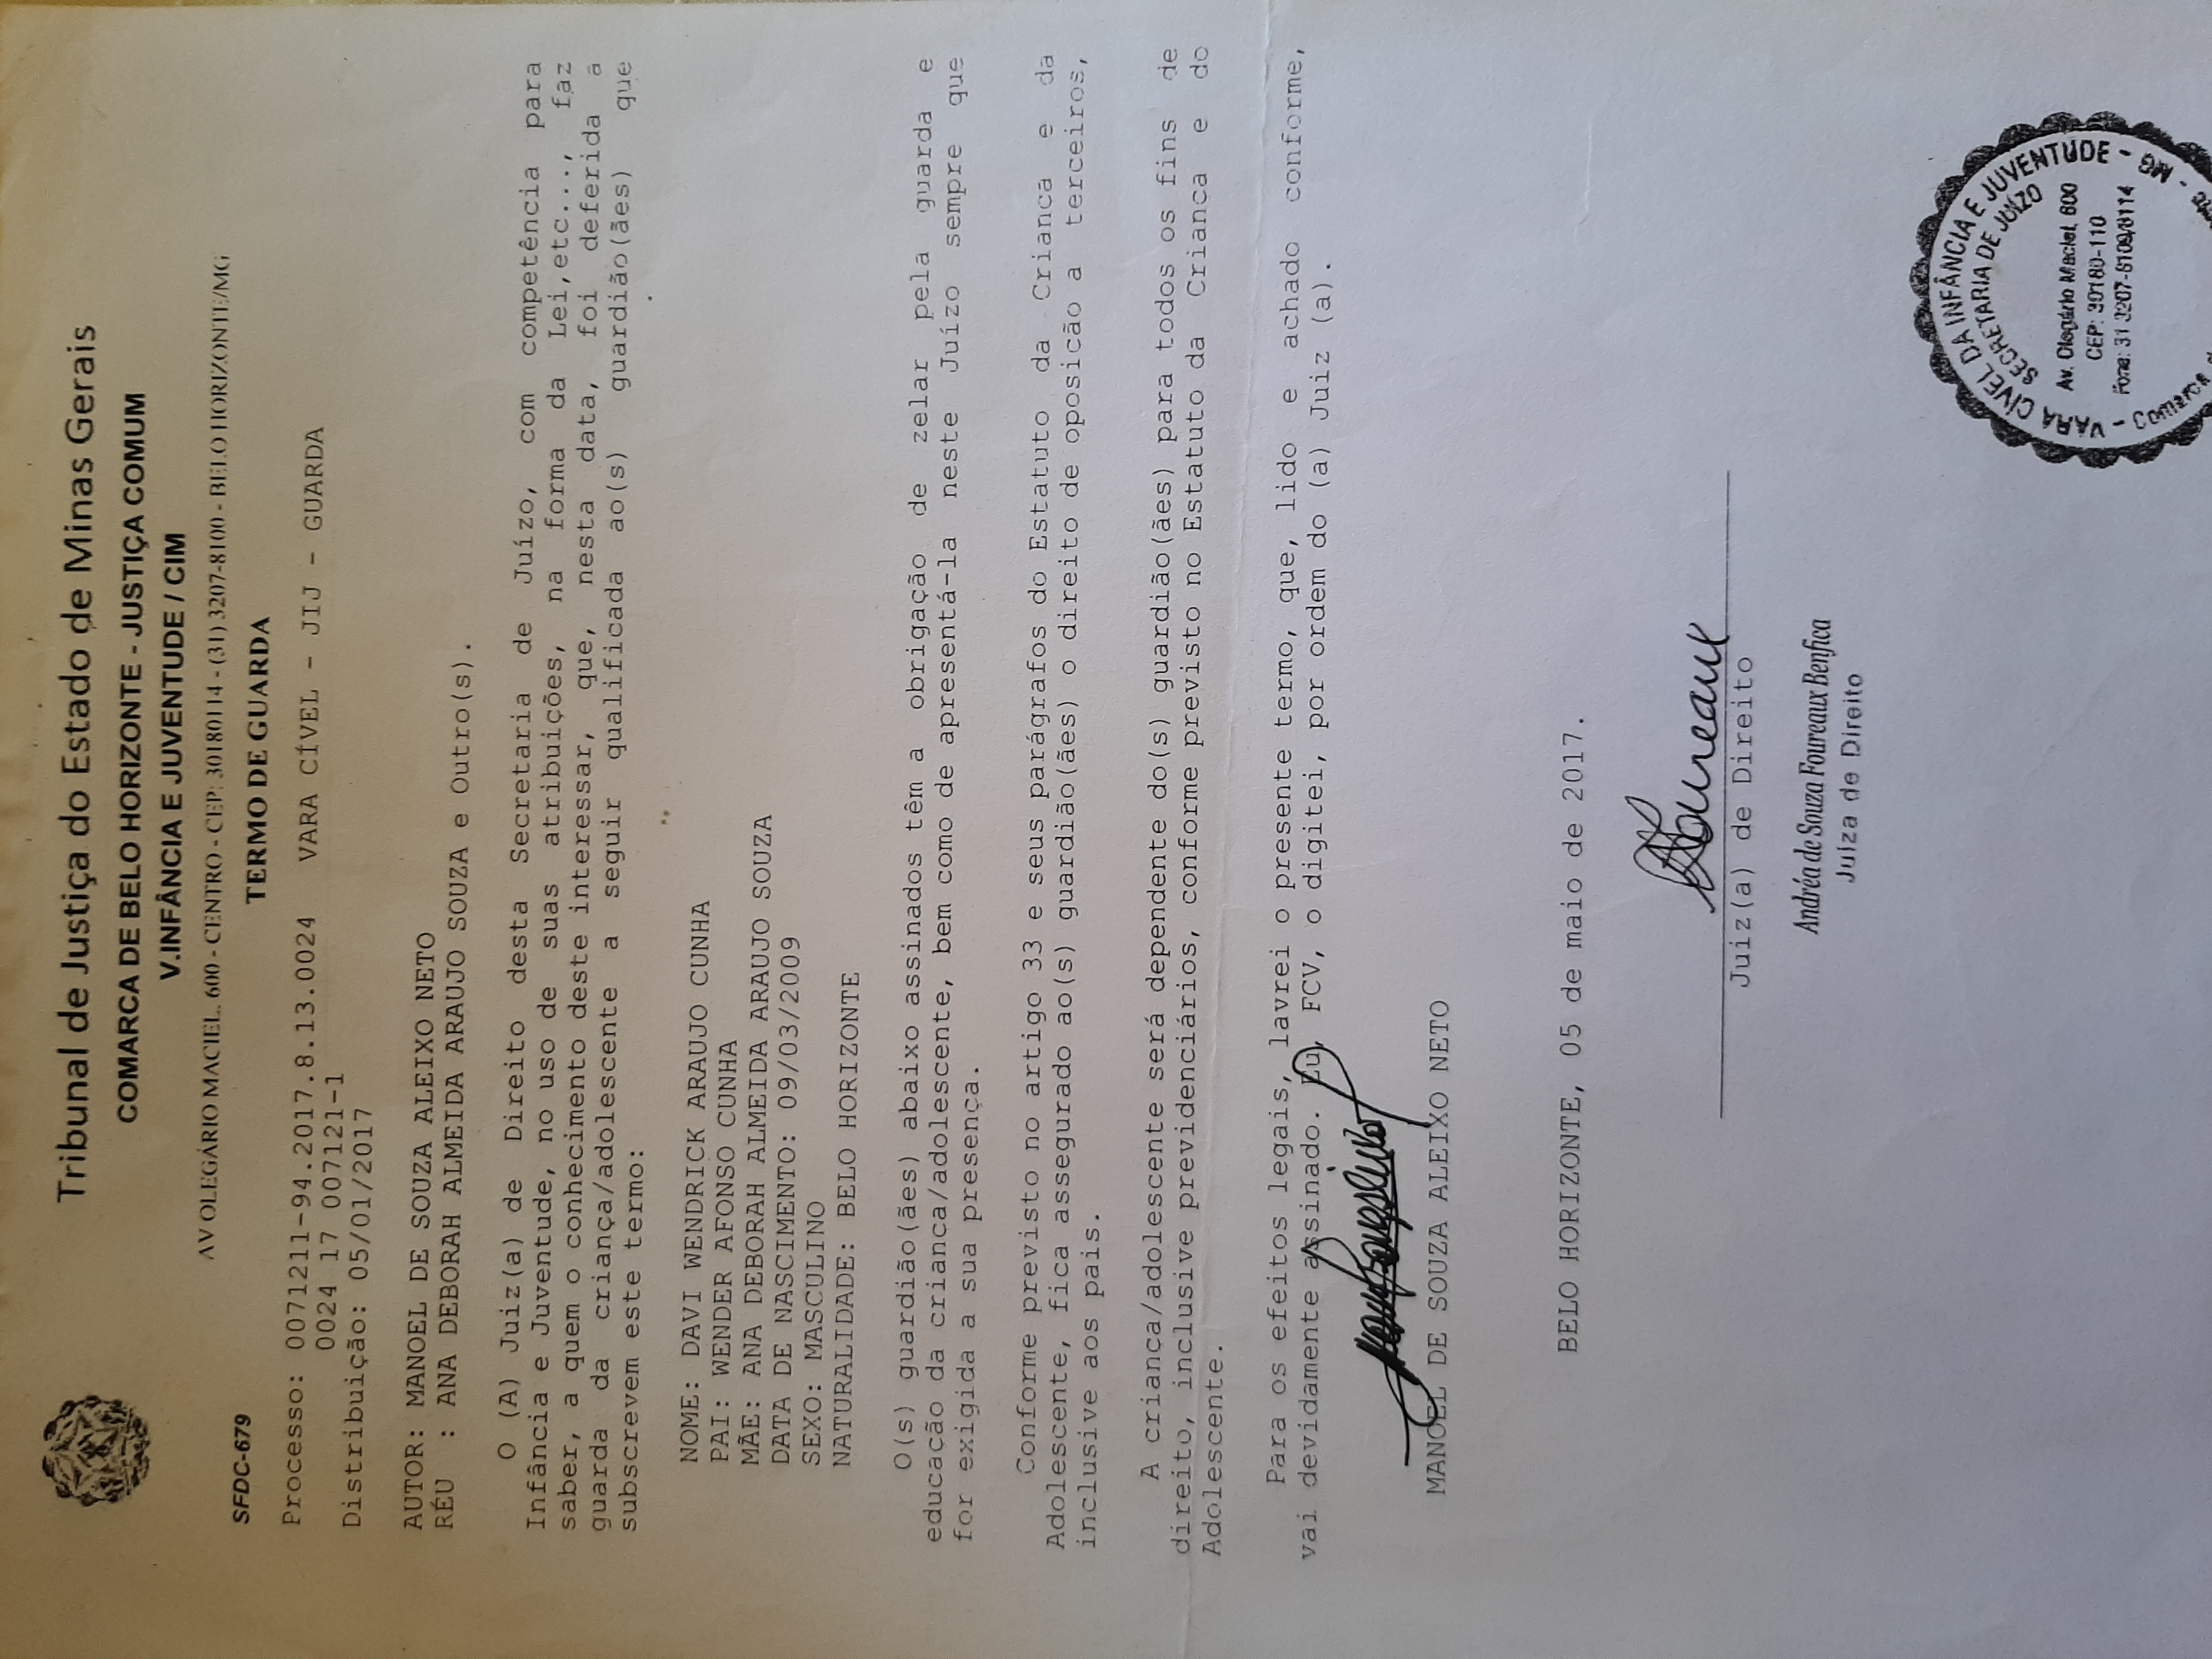 Tribunal de Justiça do Estado de Minas Gerais
COMARCA DE BELO HORIZONTE - JUSTIÇA COMUM
V.INFÂNCIA E JUVENTUDE / CIM
AV OLEGÁRIO MACIEL. 600 - CENTRO - CEP: 30180114 - (31) 3207-8100 - BELO HORIZONTE/MG
SFDC-679
TERMO DE GUARDA
Processo: 0071211-94.2017.8.13.0024 VARA CÍVEL - JIJ - GUARDA
0024 17 007121-1
Distribuição: 05/01/2017
AUTOR: MANOEL DE SOUZA ALEIXO NETO
RÉU : ANA DEBORAH ALMEIDA ARAUJO SOUZA e Outro(s).
O (A) Juiz(a) de Direito desta Secretaria de Juízo, com competência para
Infância e Juventude, no uso de suas atribuições, na forma da Lei,etc..., faz
saber, a quem o conhecimento deste interessar, que, nesta data, foi deferida a
guarda da criança/adolescente a seguir qualificada ao(s) guardião(ães) que
subscrevem este termo:
NOME: DAVI WENDRICK ARAUJO CUNHA
PAI: WENDER AFONSO CUNHA
MÃE: ANA DEBORAH ALMEIDA ARAUJO SOUZA
DATA DE NASCIMENTO: 09/03/2009
SEXO: MASCULINO
NATURALIDADE: BELO HORIZONTE
O(s) guardião(ães) abaixo assinados têm a obrigação de zelar pela guarda e
educação da crianca/adolescente, bem como de apresentá-la neste Juízo sempre que
for exigida a sua presença.
Conforme previsto no artigo 33 e seus parágrafos do Estatuto da Criança e da
Adolescente, fica assegurado ao(s) guardião(ães) o direito de oposicão a terceiros,
inclusive aos pais.
A criança/adolescente será dependente do(s) guardião(ães) para todos os fins de
direito, inclusive previdenciários, conforme previsto no Estatuto da Criança e do
Adolescente.
Para os efeitos legais, lavrei o presente termo, que, lido e achado conforme,
vai devidamente assinado. Eu, FCV, o digitei, por ordem do (a) Juiz (a).
MANOEL DE SOUZA ALEIXO NETO
BELO HORIZONTE, 05 de maio de 2017.
Foureaux
Juiz(a) de Direito
Andréa de Souza Foureaux Benfica
Juíza de Direito
VARA CÍVEL DA INFÂNCIA E JUVENTUDE - MG
SECRETARIA DE JUÍZO
Av. Olegário Maciel, 600
CEP: 30180-110
Fone: 31 3207-8109/8114
Comarca